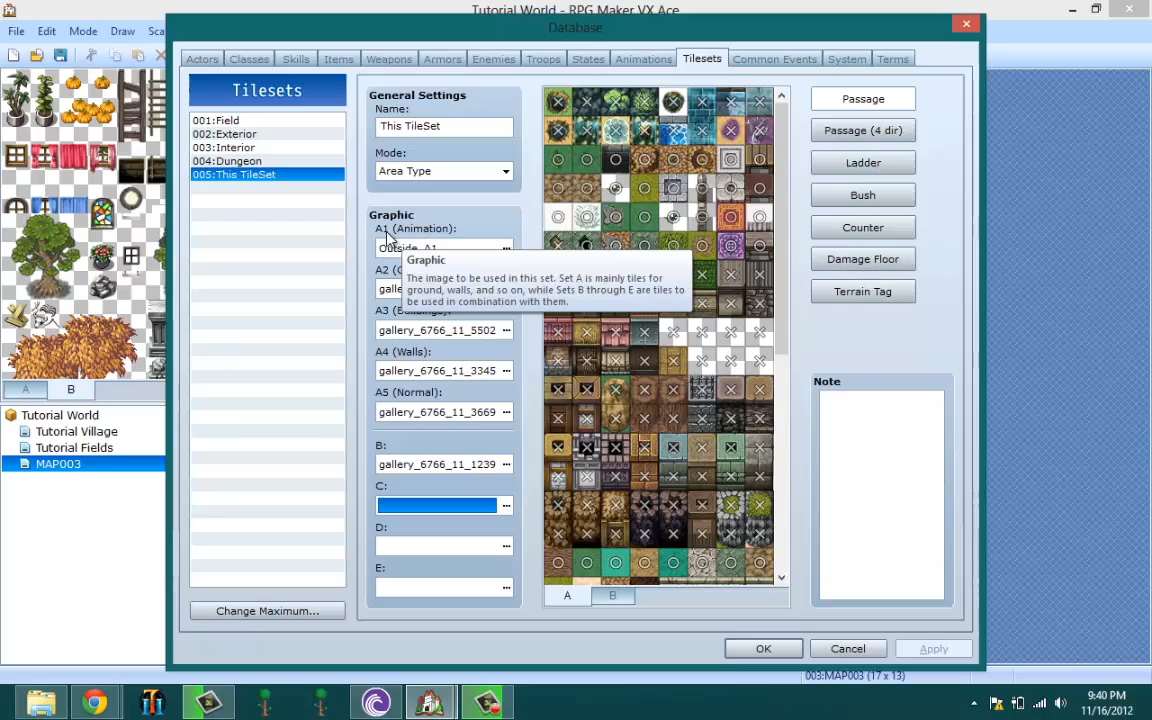 Tutorial World - RPG Maker VX Ace
Database
File Edit Mode Draw Sca
Actors Classes Skills Items Weapons Armors Enemies Troops States Animations Tilesets Common Events System Terms
Tilesets
001:Field
002:Exterior
003:Interior
004:Dungeon
005:This TileSet
Change Maximum...
General Settings
Name:
This TileSet
Mode:
Area Type
Graphic
A1 (Animation):
Outside_A1 ...
Graphic
The image to be used in this set. Set A is mainly tiles for
ground, walls, and so on, while Sets B through E are tiles to
be used in combination with them.
A2 (
galle
A3 (
gallery_6766_11_5502 ...
A4 (Walls):
gallery_6766_11_3345 ...
A5 (Normal):
gallery_6766_11_3669 ...
B:
gallery_6766_11_1239 ...
C:
...
D:
...
E:
...
A B
Passage
Passage (4 dir)
Ladder
Bush
Counter
Damage Floor
Terrain Tag
Note
OK Cancel Apply
A B
Tutorial World
Tutorial Village
Tutorial Fields
MAP003
003:MAP003 (17 x 13)
9:40 PM
11/16/2012